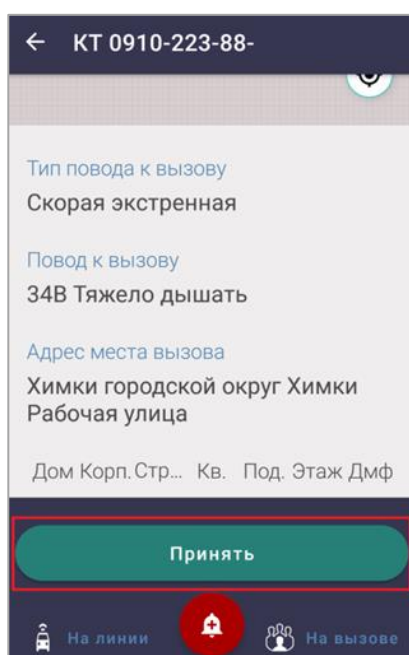 ← КТ 0910-223-88-
Тип повода к вызову
Скорая экстренная
Повод к вызову
34В Тяжело дышать
Адрес места вызова
Химки городской округ Химки
Рабочая улица
Дом Корп. Стр... Кв. Под. Этаж Дмф
Принять
На линии На вызове